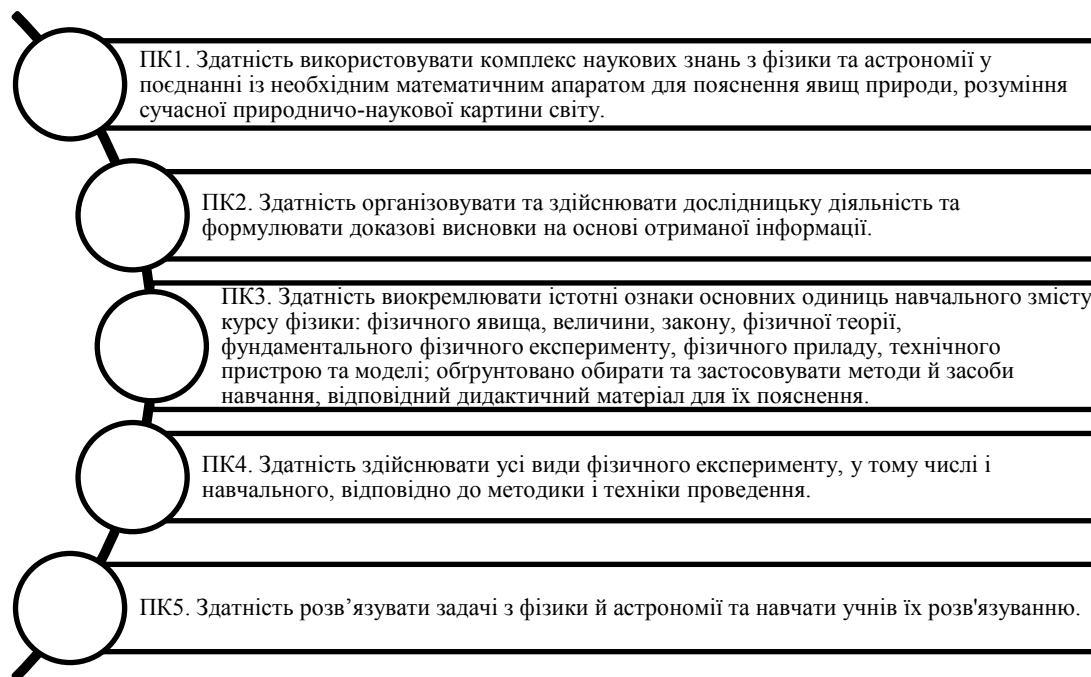 ПК1. Здатність використовувати комплекс наукових знань з фізики та астрономії у
поєднанні із необхідним математичним апаратом для пояснення явищ природи, розуміння
сучасної природничо-наукової картини світу.
ПК2. Здатність організовувати та здійснювати дослідницьку діяльність та
формулювати доказові висновки на основі отриманої інформації.
ПК3. Здатність виокремлювати істотні ознаки основних одиниць навчального змісту
курсу фізики: фізичного явища, величини, закону, фізичної теорії,
фундаментального фізичного експерименту, фізичного приладу, технічного
пристрою та моделі; обґрунтовано обирати та застосовувати методи й засоби
навчання, відповідний дидактичний матеріал для їх пояснення.
ПК4. Здатність здійснювати усі види фізичного експерименту, у тому числі і
навчального, відповідно до методики і техніки проведення.
ПК5. Здатність розв’язувати задачі з фізики й астрономії та навчати учнів їх розв'язуванню.